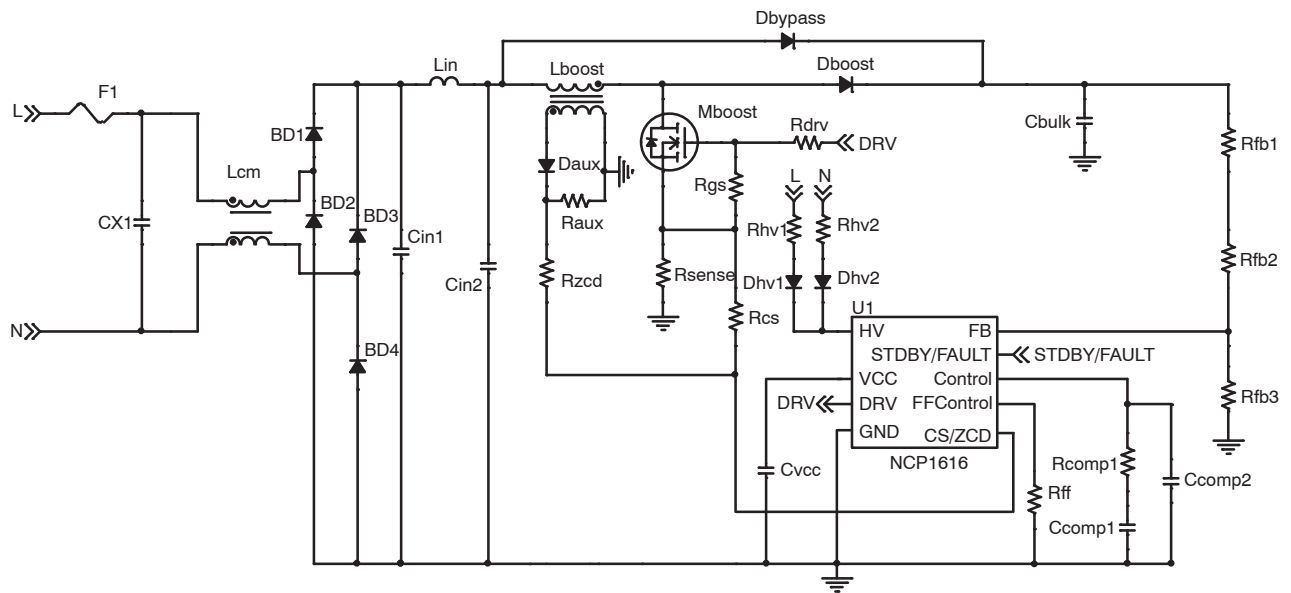 Dbypass
Lin
Lboost
Dboost
F1
L
Mboost
Cbulk
BD1
Rdrv
DRV
Rfb1
Lcm
Daux
Rgs
L
N
BD2
BD3
Raux
Rhv1
Rhv2
CX1
Cin1
Cin2
Rzcd
Rsense
Dhv1
Dhv2
Rfb2
U1
N
Rcs
HV
FB
BD4
STDBY/FAULT
STDBY/FAULT
VCC
Control
DRV
DRV
FFControl
Rfb3
GND
CS/ZCD
NCP1616
Cvcc
Rcomp1
Ccomp2
Rff
Ccomp1